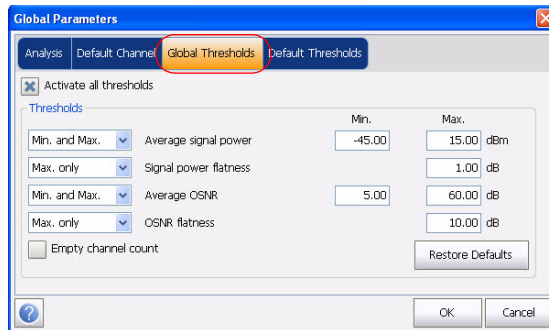 Global Parameters
Analysis Default Channel Global Thresholds Default Thresholds
Activate all thresholds
Thresholds
Min. Max.
Min. and Max. Average signal power -45.00 15.00 dBm
Max. only Signal power flatness 1.00 dB
Min. and Max. Average OSNR 5.00 60.00 dB
Max. only OSNR flatness 10.00 dB
Empty channel count
Restore Defaults
? OK Cancel